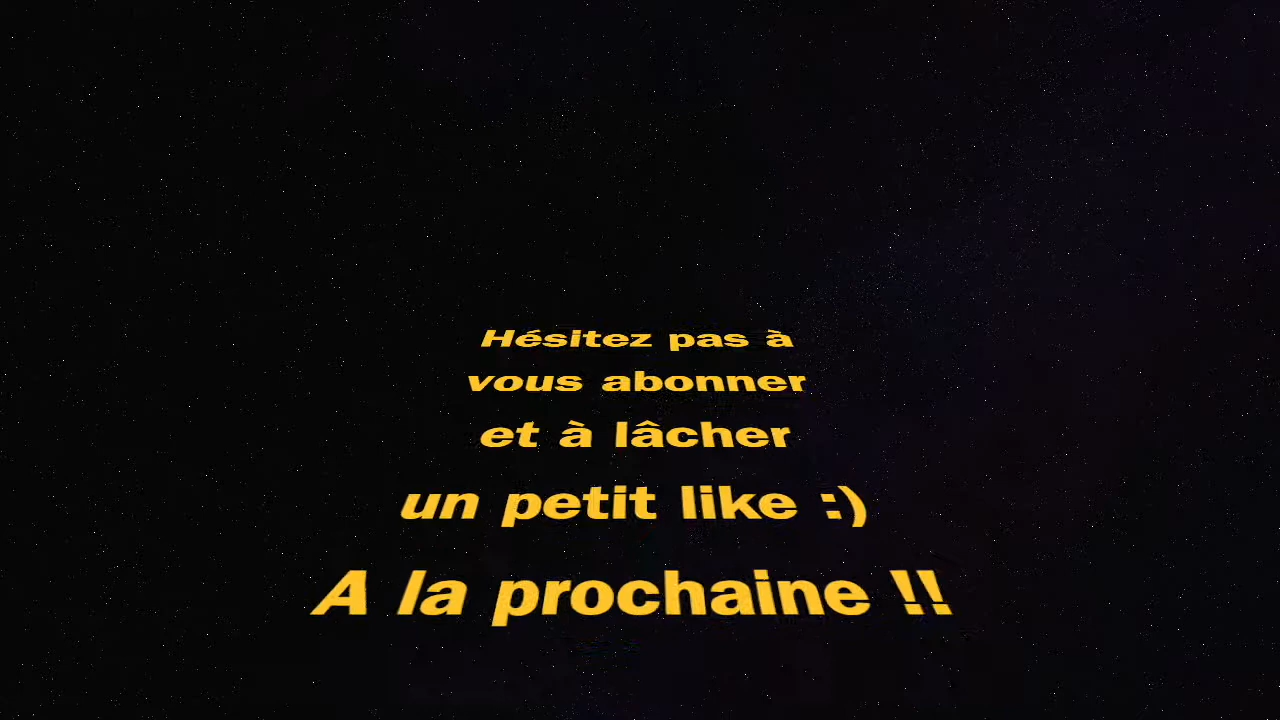 Hésitez pas à
vous abonner
et à lâcher
un petit like :)
A la prochaine !!